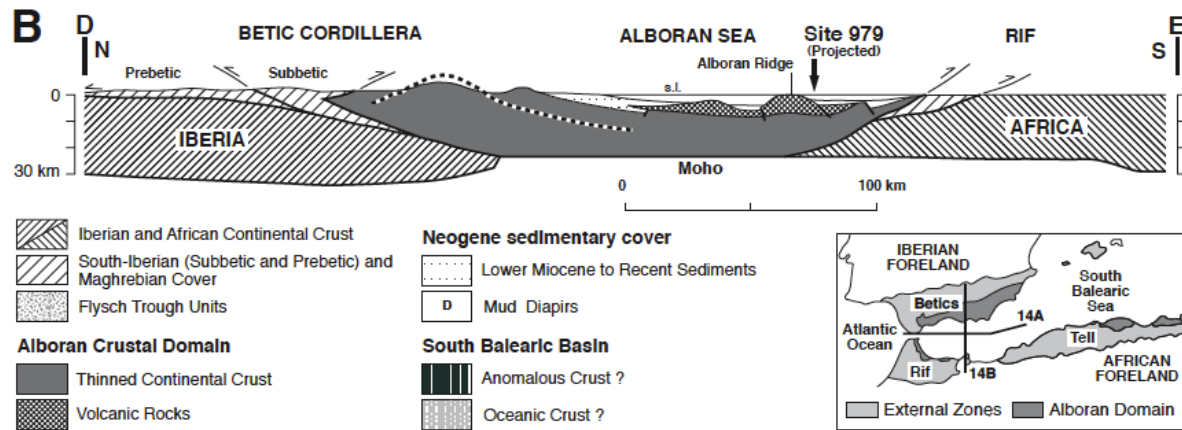 B
D
N
BETIC CORDILLERA
ALBORAN SEA
Site 979
(Projected)
RIF
E
S
Prebetic
Subbetic
Alboran Ridge
s.l.
0
IBERIA
AFRICA
30 km
Moho
0
100 km
Iberian and African Continental Crust
South-Iberian (Subbetic and Prebetic) and
Maghrebian Cover
Flysch Trough Units
Alboran Crustal Domain
Thinned Continental Crust
Volcanic Rocks
Neogene sedimentary cover
Lower Miocene to Recent Sediments
D
Mud Diapirs
South Balearic Basin
Anomalous Crust ?
Oceanic Crust ?
IBERIAN
FORELAND
South
Balearic
Sea
Betics
14A
Atlantic
Ocean
Tell
Rif
14B
AFRICAN
FORELAND
External Zones
Alboran Domain